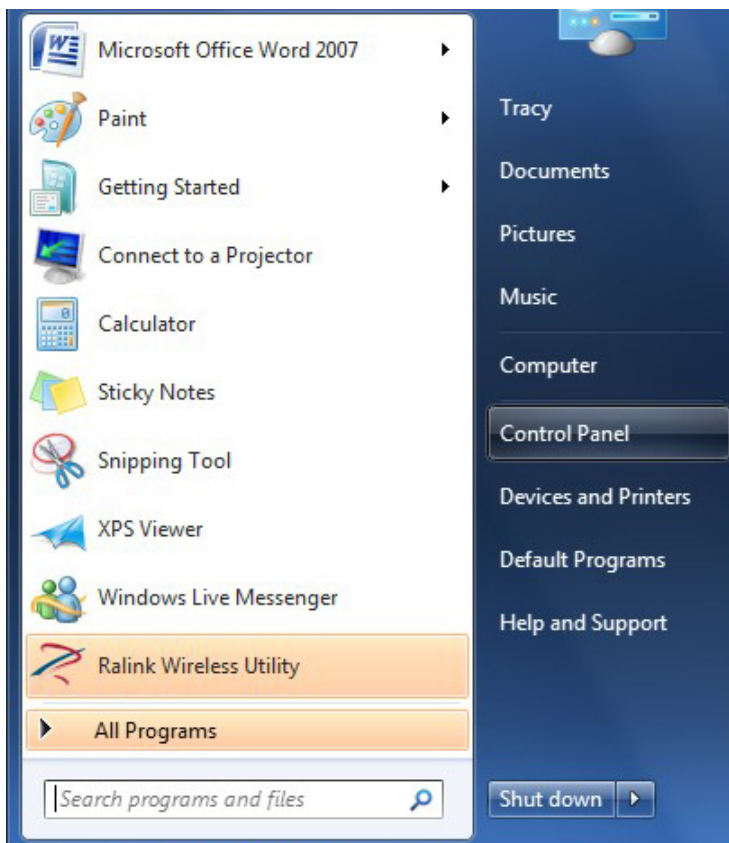 Microsoft Office Word 2007
Paint
Getting Started
Connect to a Projector
Calculator
Sticky Notes
Snipping Tool
XPS Viewer
Windows Live Messenger
Ralink Wireless Utility
All Programs
Search programs and files
Tracy
Documents
Pictures
Music
Computer
Control Panel
Devices and Printers
Default Programs
Help and Support
Shut down